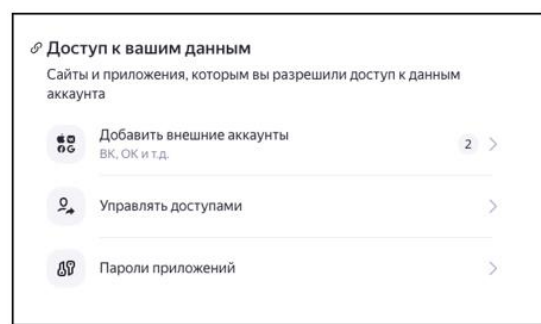 Доступ к вашим данным
Сайты и приложения, которым вы разрешили доступ к данным
аккаунта
Добавить внешние аккаунты
ВК, ОК и т.д.
2
Управлять доступами
Пароли приложений